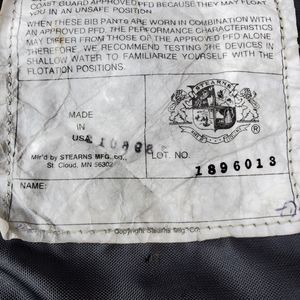 COAST GUARD APPROVED PFD BECAUSE THEY MAY FLOAT
YOU IN AN UNSAFE POSITION.
WHEN THESE BIB PANTS ARE WORN IN COMBINATION WITH
AN APPROVED PFD, THE PERFORMANCE CHARACTERISTICS
MAY DIFFER FROM THOSE OF THE APPROVED PFD ALONE
THEREFORE, WE RECOMMEND TESTING THE DEVICES IN
SHALLOW WATER TO FAMILIARIZE YOURSELF WITH THE
FLOTATION POSITIONS.
STEARNS
®
MADE
IN
USA
Mfr'd by STEARNS MFG. co.,
St. Cloud, MN 56302
LOT NO.
1896013
NAME:
Copyright Stearns Mfg Co.